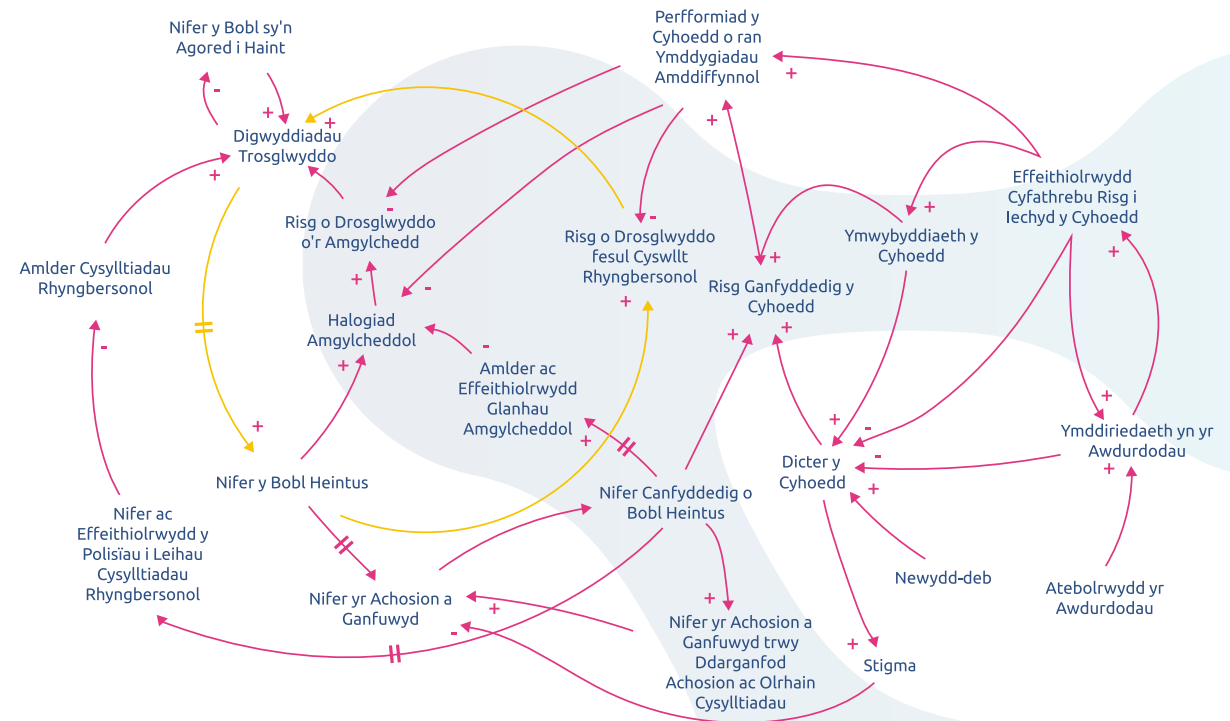 Nifer y Bobl sy'n
Agored i Haint
Perfformiad y
Cyhoedd o ran
Ymddygiadau
Amddiffynnol
Digwyddiadau
Trosglwyddo
Effeithiolrwydd
Cyfathrebu Risg i
Iechyd y Cyhoedd
Risg o Drosglwyddo
o'r Amgylchedd
Risg o Drosglwyddo
fesul Cyswllt
Rhyngbersonol
Ymwybyddiaeth y
Cyhoedd
Amlder Cysylltiadau
Rhyngbersonol
Risg Ganfyddedig y
Cyhoedd
Halogiad
Amgylcheddol
Amlder ac
Effeithiolrwydd
Glanhau
Amgylcheddol
Ymddiriedaeth yn yr
Awdurdodau
Dicter y
Cyhoedd
Nifer y Bobl Heintus
Nifer Canfyddedig o
Bobl Heintus
Nifer ac
Effeithiolrwydd y
Polisïau i Leihau
Cysylltiadau
Rhyngbersonol
Newydd-deb
Atebolrwydd yr
Awdurdodau
Nifer yr Achosion a
Ganfuwyd
Nifer yr Achosion a
Ganfuwyd trwy
Ddarganfod
Achosion ac Olrhain
Cysylltiadau
Stigma